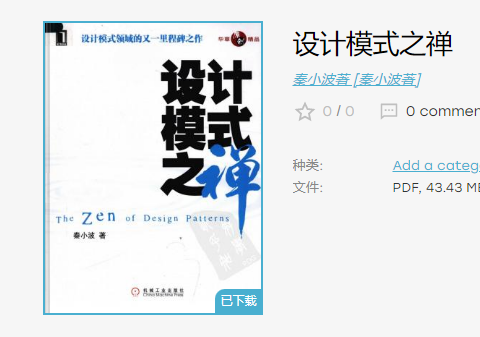 设计模式领域的又一里程碑之作
华章
精品
设计
模式
之禅
The Zen of Design Patterns
秦小波 著
机械工业出版社
China Machine Press
已下载
设计模式之禅
秦小波著 [秦小波著]
0 / 0
0 commen
种类:
Add a categ
文件:
PDF, 43.43 MB